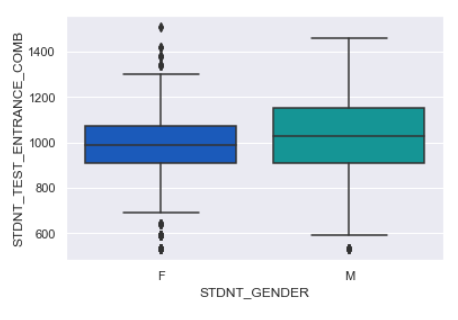 STDNT_TEST_ENTRANCE_COMB
1400
1200
1000
800
600
F
M
STDNT_GENDER